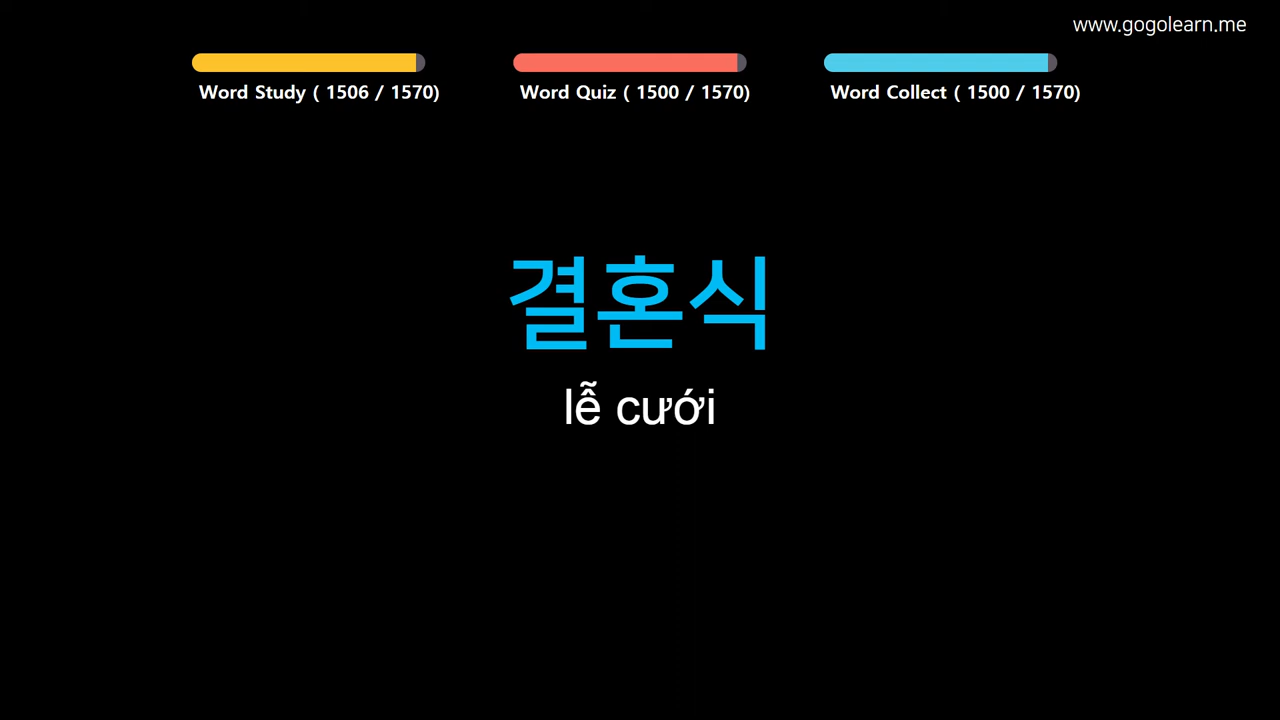 www.gogolearn.me
Word Study ( 1506 / 1570)
Word Quiz ( 1500 / 1570)
Word Collect ( 1500 / 1570)
결혼식
lễ cưới